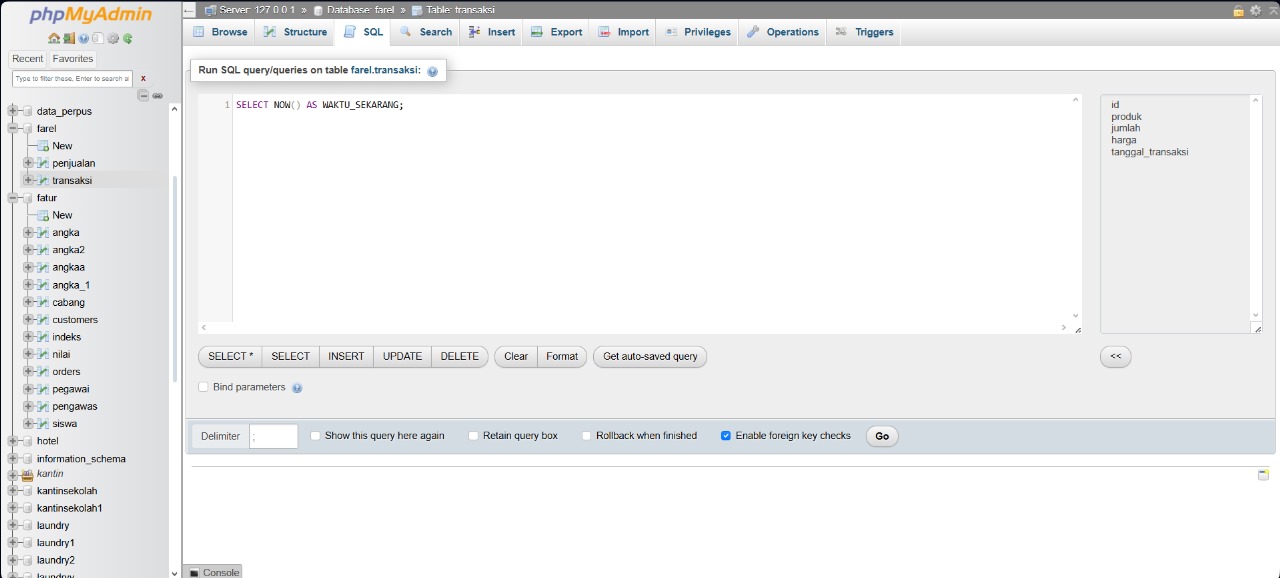 phpMyAdmin
Recent Favorites
Type to filter these, Enter to search al x
data_perpus
farel
New
penjualan
transaksi
fatur
New
angka
angka2
angkaa
angka_1
cabang
customers
indeks
nilai
orders
pegawai
pengawas
siswa
hotel
information_schema
kantin
kantinsekolah
kantinsekolah1
laundry
laundry1
laundry2
laundryy
Server: 127.0.0.1 » Database: farel » Table: transaksi
Browse Structure SQL Search Insert Export Import Privileges Operations Triggers
Run SQL query/queries on table farel.transaksi:
1 SELECT NOW() AS WAKTU_SEKARANG;
id
produk
jumlah
harga
tanggal_transaksi
SELECT * SELECT INSERT UPDATE DELETE Clear Format Get auto-saved query <<
Bind parameters
Delimiter ; Show this query here again Retain query box Rollback when finished Enable foreign key checks Go
Console